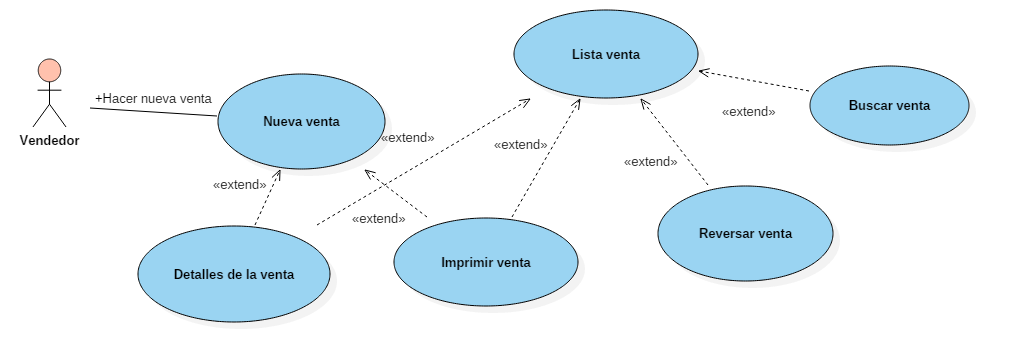 Lista venta
+Hacer nueva venta
Vendedor
Nueva venta
Buscar venta
«extend»
«extend»
«extend»
«extend»
«extend»
«extend»
Detalles de la venta
Imprimir venta
Reversar venta